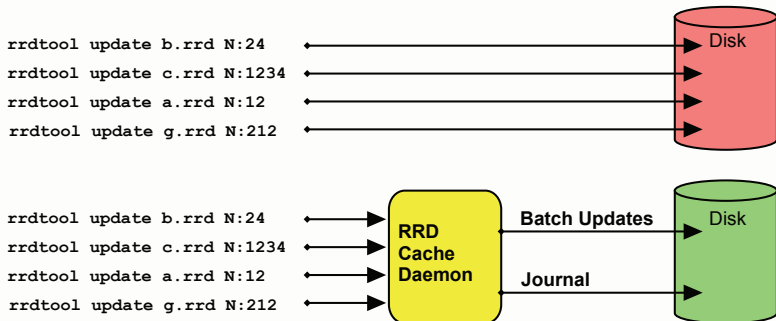 rrdtool update b.rrd N:24
Disk
rrdtool update c.rrd N:1234
rrdtool update a.rrd N:12
rrdtool update g.rrd N:212
rrdtool update b.rrd N:24
rrdtool update c.rrd N:1234
rrdtool update a.rrd N:12
rrdtool update g.rrd N:212
RRD
Cache
Daemon
Batch Updates
Journal
Disk